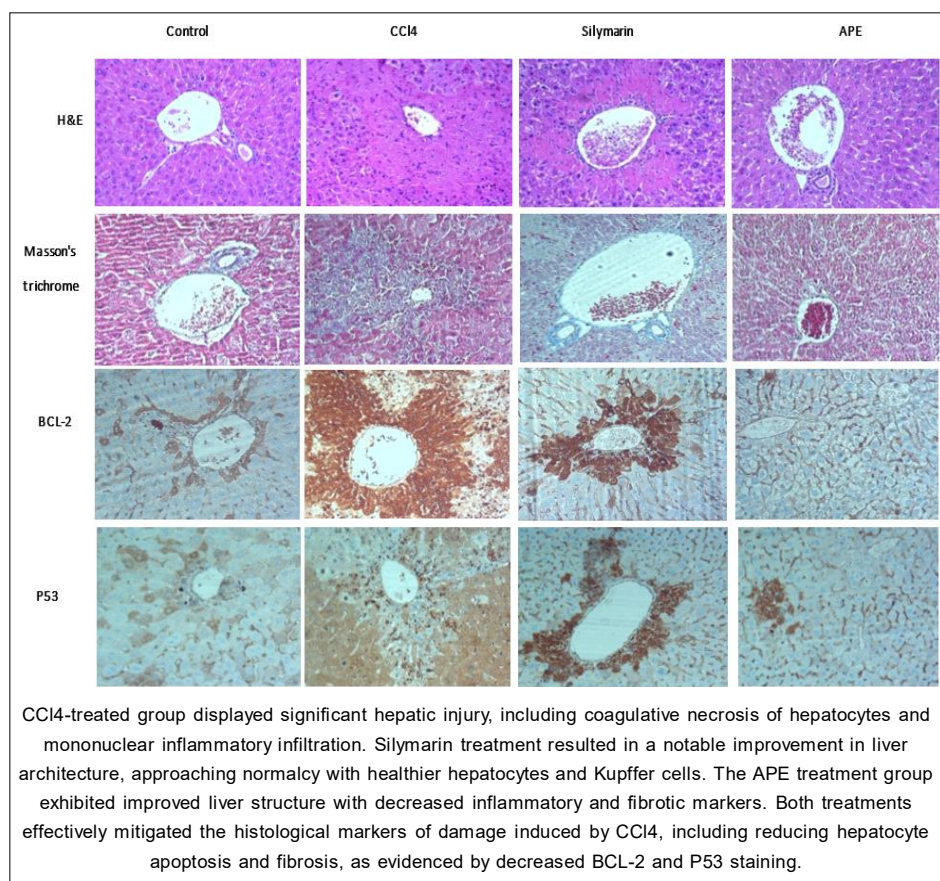 Control CCl4 Silymarin APE
H&E
Masson's
trichrome
BCL-2
P53
CCl4-treated group displayed significant hepatic injury, including coagulative necrosis of hepatocytes and
mononuclear inflammatory infiltration. Silymarin treatment resulted in a notable improvement in liver
architecture, approaching normalcy with healthier hepatocytes and Kupffer cells. The APE treatment group
exhibited improved liver structure with decreased inflammatory and fibrotic markers. Both treatments
effectively mitigated the histological markers of damage induced by CCl4, including reducing hepatocyte
apoptosis and fibrosis, as evidenced by decreased BCL-2 and P53 staining.